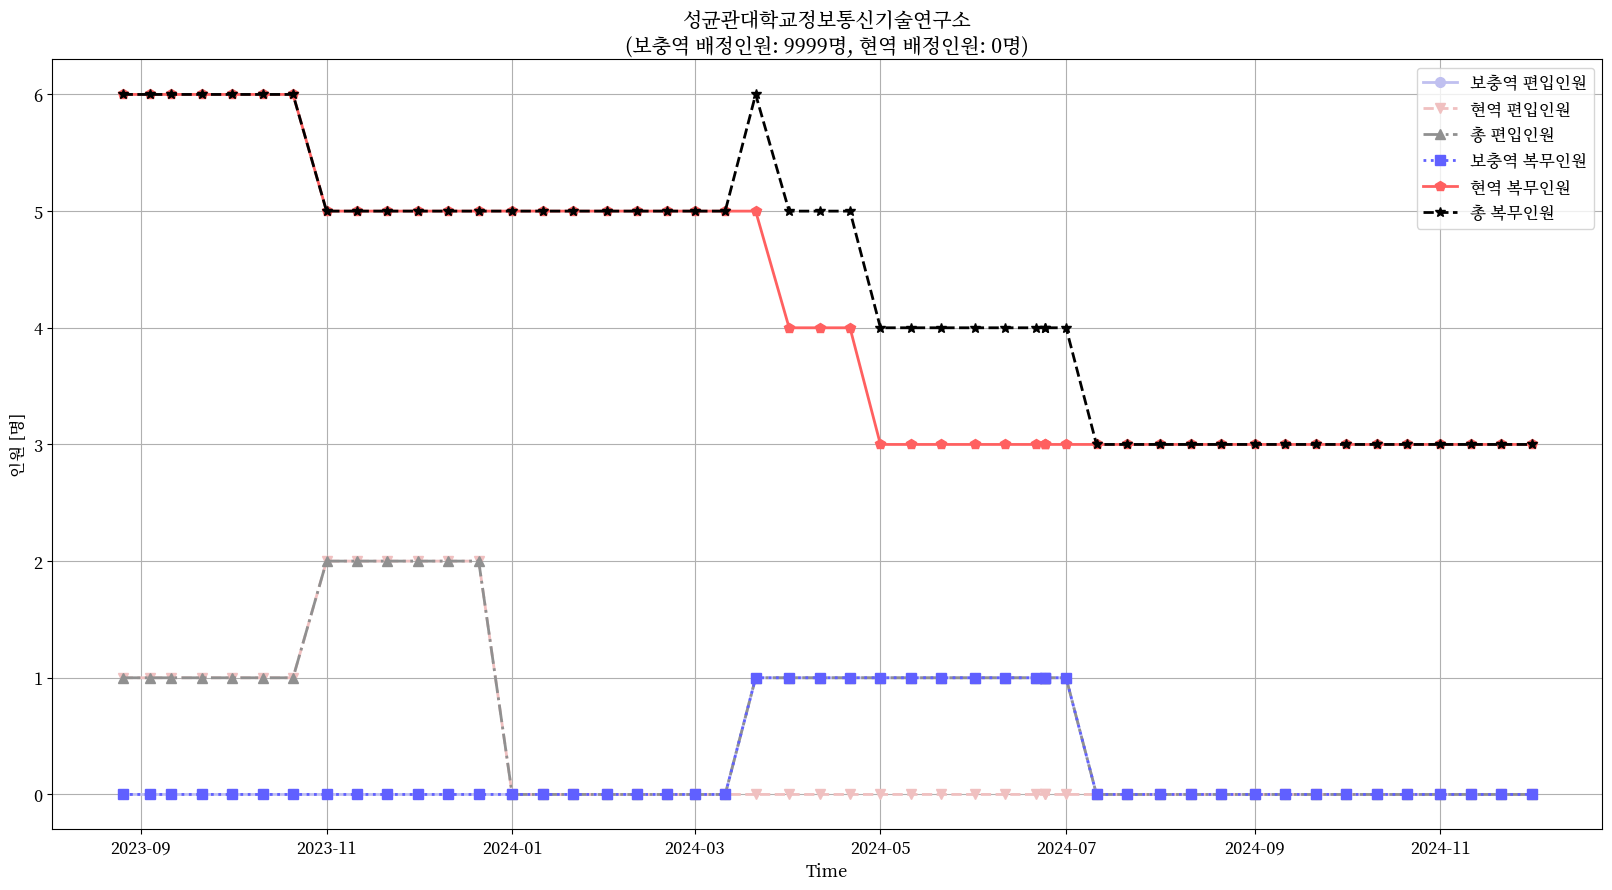 성균관대학교정보통신기술연구소
(보충역 배정인원: 9999명, 현역 배정인원: 0명)
보충역 편입인원
현역 편입인원
총 편입인원
보충역 복무인원
현역 복무인원
총 복무인원
인원 [명]
6
5
4
3
2
1
0
2023-09
2023-11
2024-01
2024-03
2024-05
2024-07
2024-09
2024-11
Time